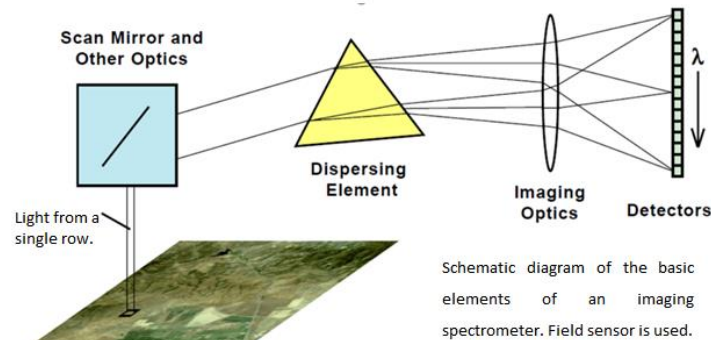 Scan Mirror and
Other Optics
λ
Dispersing
Element
Imaging
Optics
Detectors
Light from a
single row.
Schematic diagram of the basic
elements of an imaging
spectrometer. Field sensor is used.